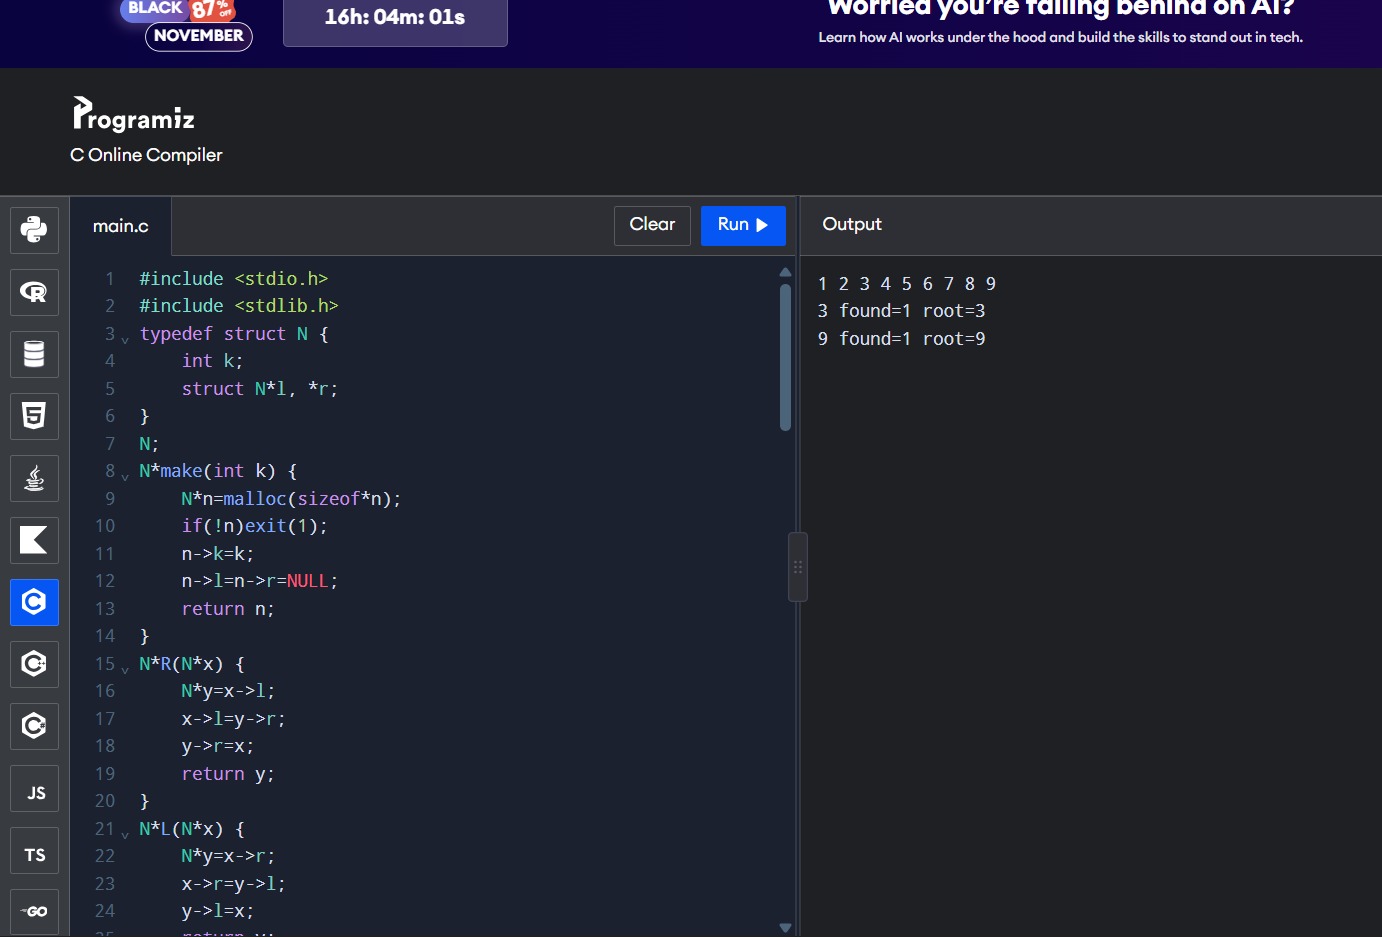 BLACK 87% OFF
NOVEMBER
16h: 04m: 01s
Worried you're falling behind on AI?
Learn how AI works under the hood and build the skills to stand out in tech.
Programiz
C Online Compiler
main.c
Clear
Run
Output
1 #include <stdio.h>
2 #include <stdlib.h>
3 typedef struct N {
4     int k;
5     struct N*l, *r;
6 }
7 N;
8 N*make(int k) {
9     N*n=malloc(sizeof*n);
10     if(!n)exit(1);
11     n->k=k;
12     n->l=n->r=NULL;
13     return n;
14 }
15 N*R(N*x) {
16     N*y=x->l;
17     x->l=y->r;
18     y->r=x;
19     return y;
20 }
21 N*L(N*x) {
22     N*y=x->r;
23     x->r=y->l;
24     y->l=x;
25     return y;
1 2 3 4 5 6 7 8 9
3 found=1 root=3
9 found=1 root=9
R
5
C
C
C#
JS
TS
GO